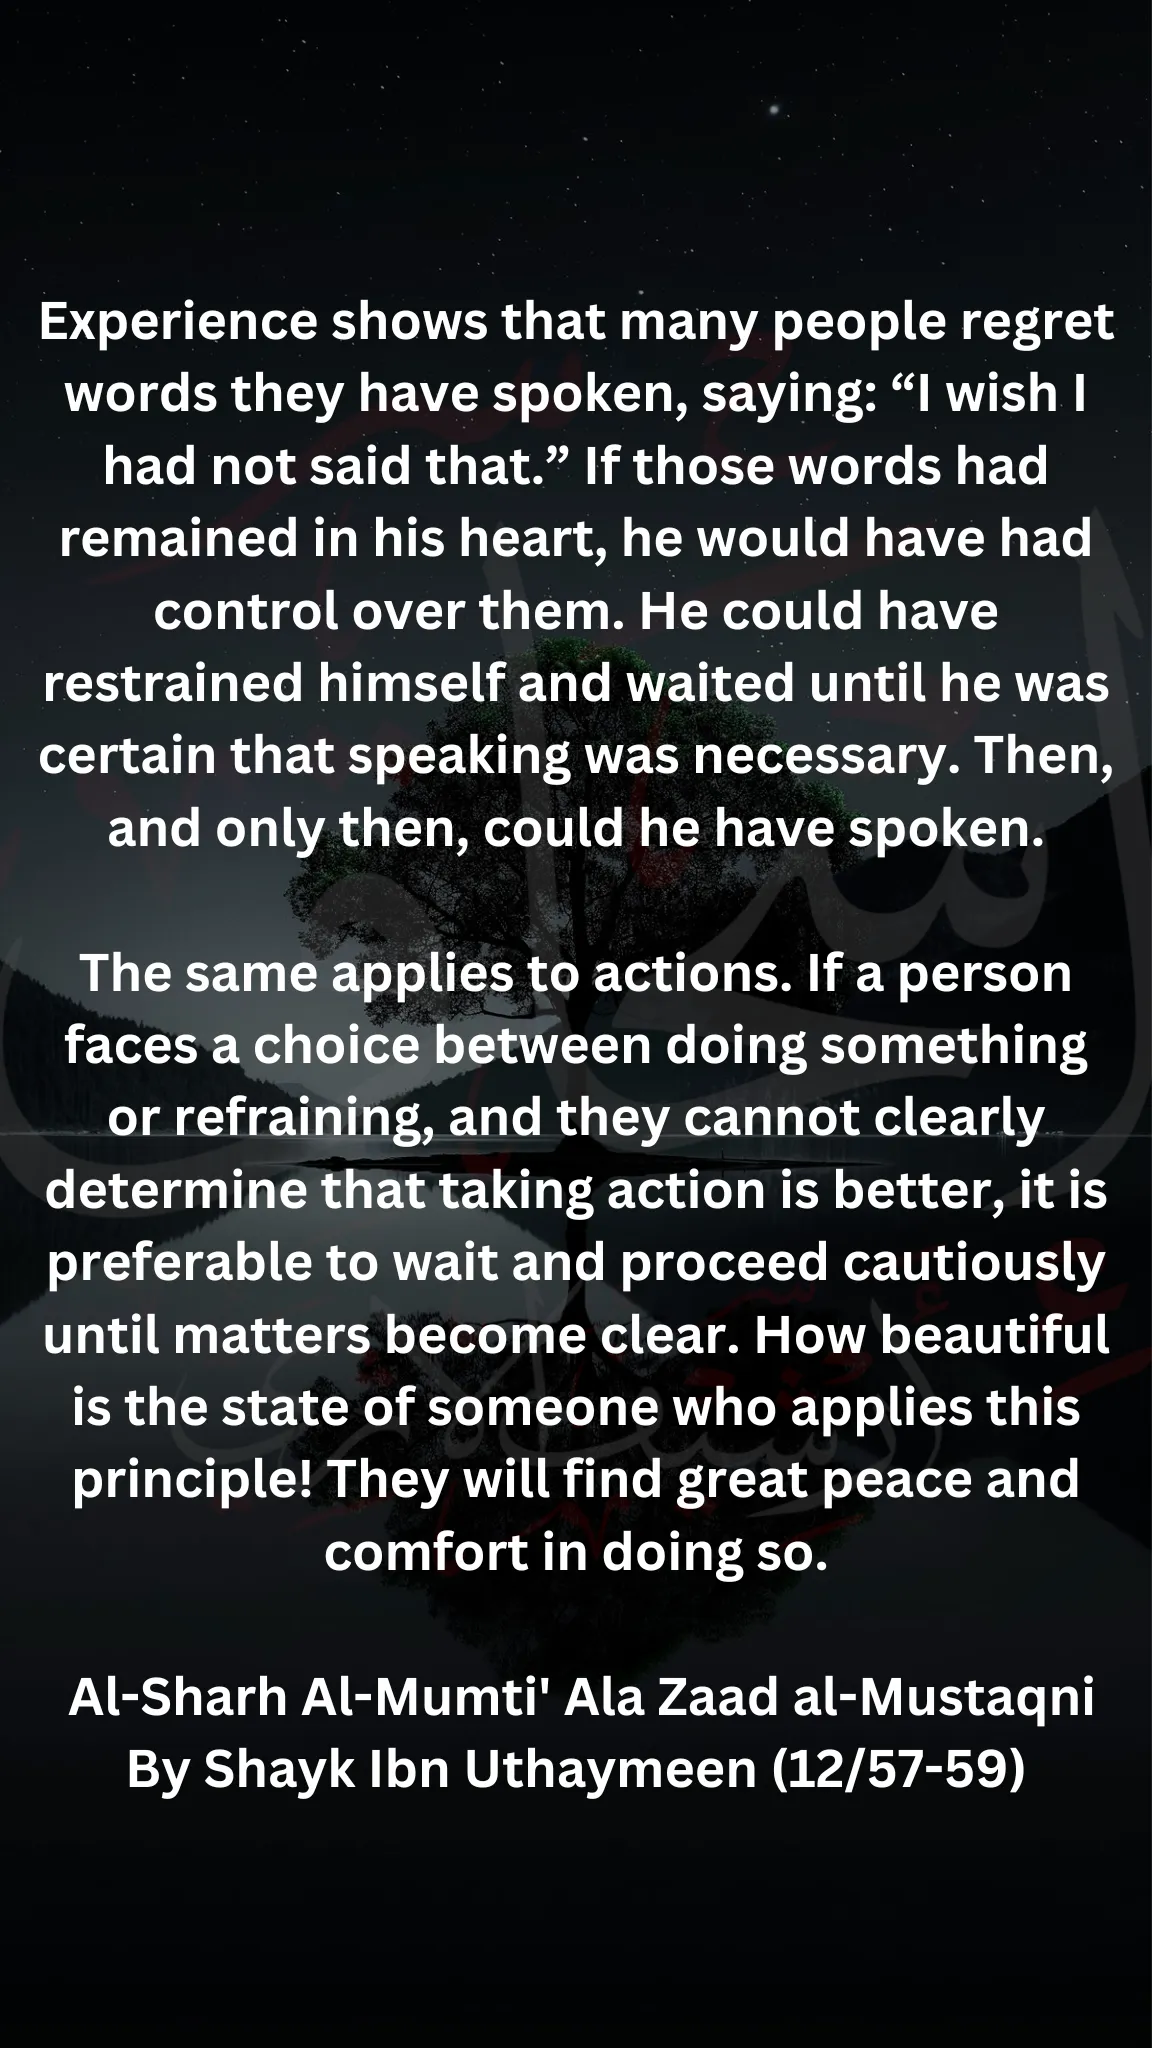 Experience shows that many people regret
words they have spoken, saying: “I wish I
had not said that.” If those words had
remained in his heart, he would have had
control over them. He could have
restrained himself and waited until he was
certain that speaking was necessary. Then,
and only then, could he have spoken.
The same applies to actions. If a person
faces a choice between doing something
or refraining, and they cannot clearly
determine that taking action is better, it is
preferable to wait and proceed cautiously
until matters become clear. How beautiful
is the state of someone who applies this
principle! They will find great peace and
comfort in doing so.
Al-Sharh Al-Mumti' Ala Zaad al-Mustaqni
By Shayk Ibn Uthaymeen (12/57-59)